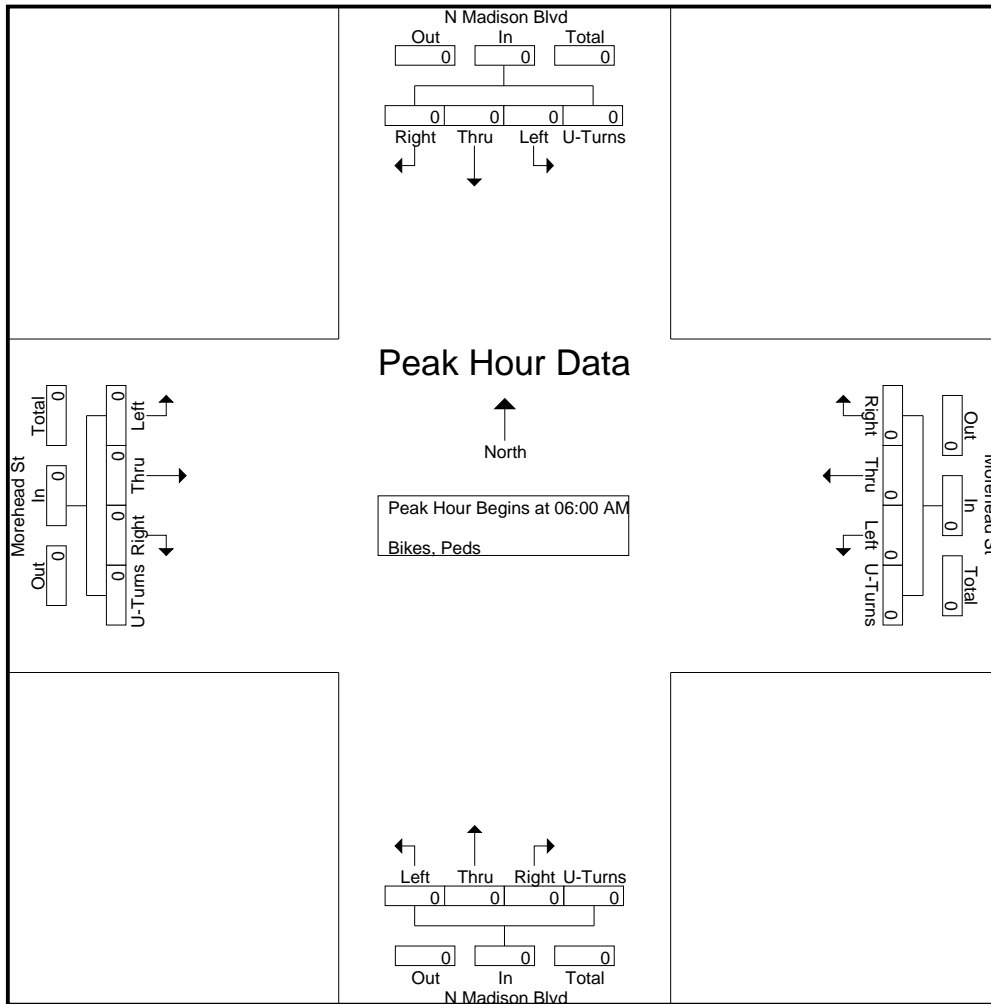 N Madison Blvd
Out In Total
0 0 0
0 0 0 0
Right Thru Left U-Turns
Peak Hour Data
North
Peak Hour Begins at 06:00 AM
Bikes, Peds
Morehead St
Out In Total
0 0 0
0 0 0 0
U-Turns Right Thru Left
Morehead St
Out In Total
0 0 0
0 0 0 0
Right Thru Left U-Turns
Left Thru Right U-Turns
0 0 0 0
0 0 0
Out In Total
N Madison Blvd